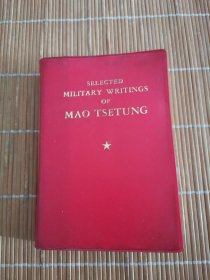 SELECTED
MILITARY WRITINGS
OF
MAO TSETUNG